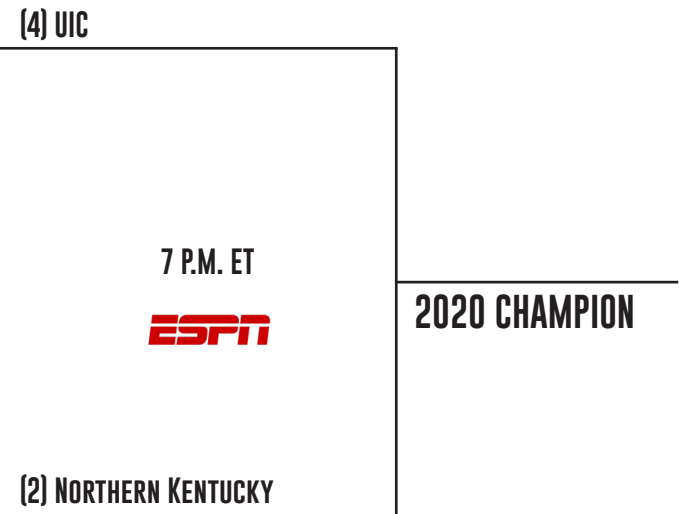 (4) UIC
7 P.M. ET
ESPN
2020 CHAMPION
(2) NORTHERN KENTUCKY